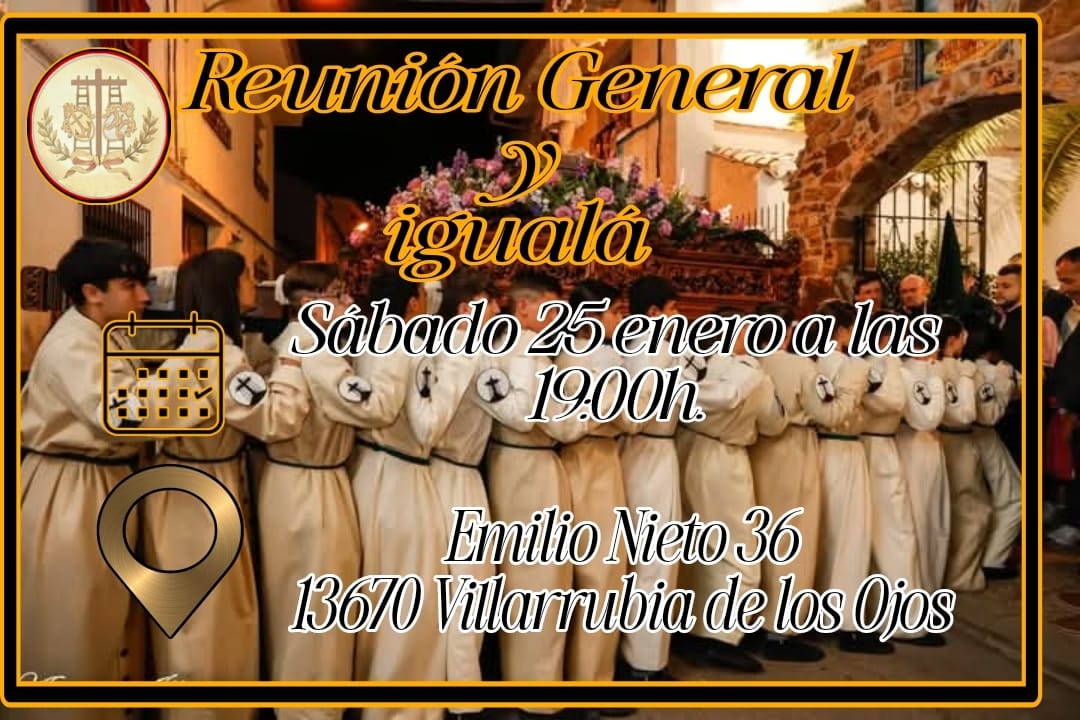 Reunión General
y
igualá
Sábado 25 enero a las
19:00h.
Emilio Nieto 36
13670 Villarrubia de los Ojos